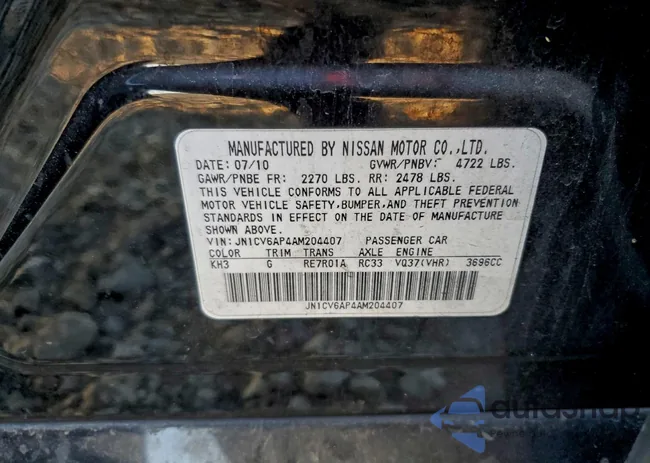 MANUFACTURED BY NISSAN MOTOR CO.,LTD.
DATE: 07/10 GVWR/PNBV: 4722 LBS.
GAWR/PNBE FR: 2270 LBS. RR: 2478 LBS.
THIS VEHICLE CONFORMS TO ALL APPLICABLE FEDERAL
MOTOR VEHICLE SAFETY,BUMPER,AND THEFT PREVENTION
STANDARDS IN EFFECT ON THE DATE OF MANUFACTURE
SHOWN ABOVE.
VIN: JN1CV6AP4AM204407 PASSENGER CAR
COLOR TRIM TRANS AXLE ENGINE
KH3 G RE7R01A RC33 VQ37(VHR) 3696CC
JN1CV6AP4AM204407
autoshop